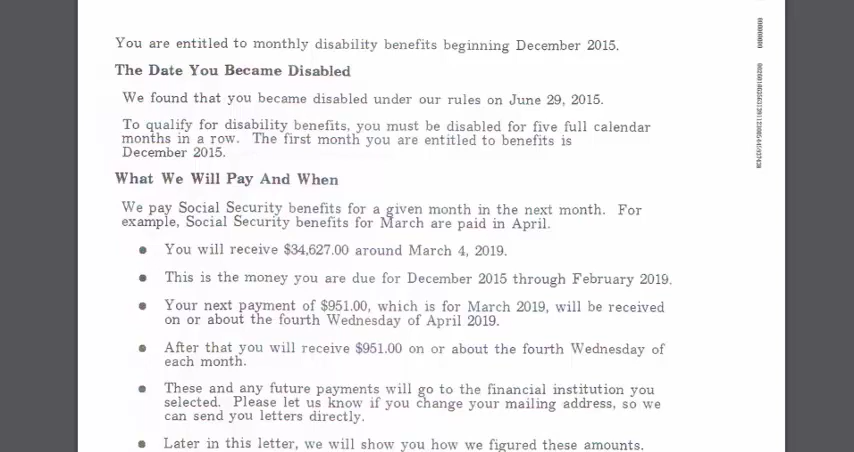 You are entitled to monthly disability benefits beginning December 2015.
The Date You Became Disabled
We found that you became disabled under our rules on June 29, 2015.
To qualify for disability benefits, you must be disabled for five full calendar
months in a row. The first month you are entitled to benefits is
December 2015.
What We Will Pay And When
We pay Social Security benefits for a given month in the next month. For
example, Social Security benefits for March are paid in April.
● You will receive $34,627.00 around March 4, 2019.
● This is the money you are due for December 2015 through February 2019.
● Your next payment of $951.00, which is for March 2019, will be received
on or about the fourth Wednesday of April 2019.
● After that you will receive $951.00 on or about the fourth Wednesday of
each month.
● These and any future payments will go to the financial institution you
selected. Please let us know if you change your mailing address, so we
can send you letters directly.
● Later in this letter, we will show you how we figured these amounts.